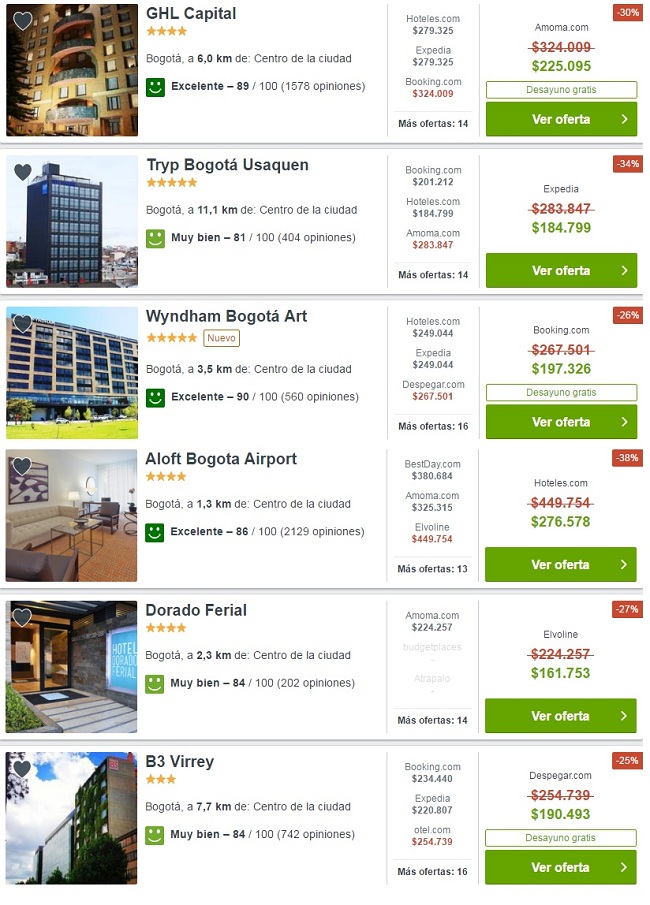 GHL Capital
Bogotá, a 6,0 km de: Centro de la ciudad
Excelente – 89 / 100 (1578 opiniones)
Hoteles.com
$279.325
Expedia
$279.325
Booking.com
$324.009
Más ofertas: 14
-30%
Amoma.com
$324.009
$225.095
Desayuno gratis
Ver oferta
Tryp Bogotá Usaquen
Bogotá, a 11,1 km de: Centro de la ciudad
Muy bien – 81 / 100 (404 opiniones)
Booking.com
$201.212
Hoteles.com
$184.799
Amoma.com
$283.847
Más ofertas: 14
-34%
Expedia
$283.847
$184.799
Ver oferta
Wyndham Bogotá Art
Nuevo
Bogotá, a 3,5 km de: Centro de la ciudad
Excelente – 90 / 100 (560 opiniones)
Hoteles.com
$249.044
Expedia
$249.044
Despegar.com
$267.501
Más ofertas: 16
-26%
Booking.com
$267.501
$197.326
Desayuno gratis
Ver oferta
Aloft Bogota Airport
Bogotá, a 1,3 km de: Centro de la ciudad
Excelente – 86 / 100 (2129 opiniones)
BestDay.com
$380.684
Amoma.com
$325.315
Elvoline
$449.754
Más ofertas: 13
-38%
Hoteles.com
$449.754
$276.578
Ver oferta
HOTEL
DORADO
FERIAL
Dorado Ferial
Bogotá, a 2,3 km de: Centro de la ciudad
Muy bien – 84 / 100 (202 opiniones)
Amoma.com
$224.257
budgetplaces
-
Atrapalo
-
Más ofertas: 14
-27%
Elvoline
$224.257
$161.753
Ver oferta
B3 Virrey
Bogotá, a 7,7 km de: Centro de la ciudad
Muy bien – 84 / 100 (742 opiniones)
Booking.com
$234.440
Expedia
$220.807
otel.com
$254.739
Más ofertas: 16
-25%
Despegar.com
$254.739
$190.493
Desayuno gratis
Ver oferta